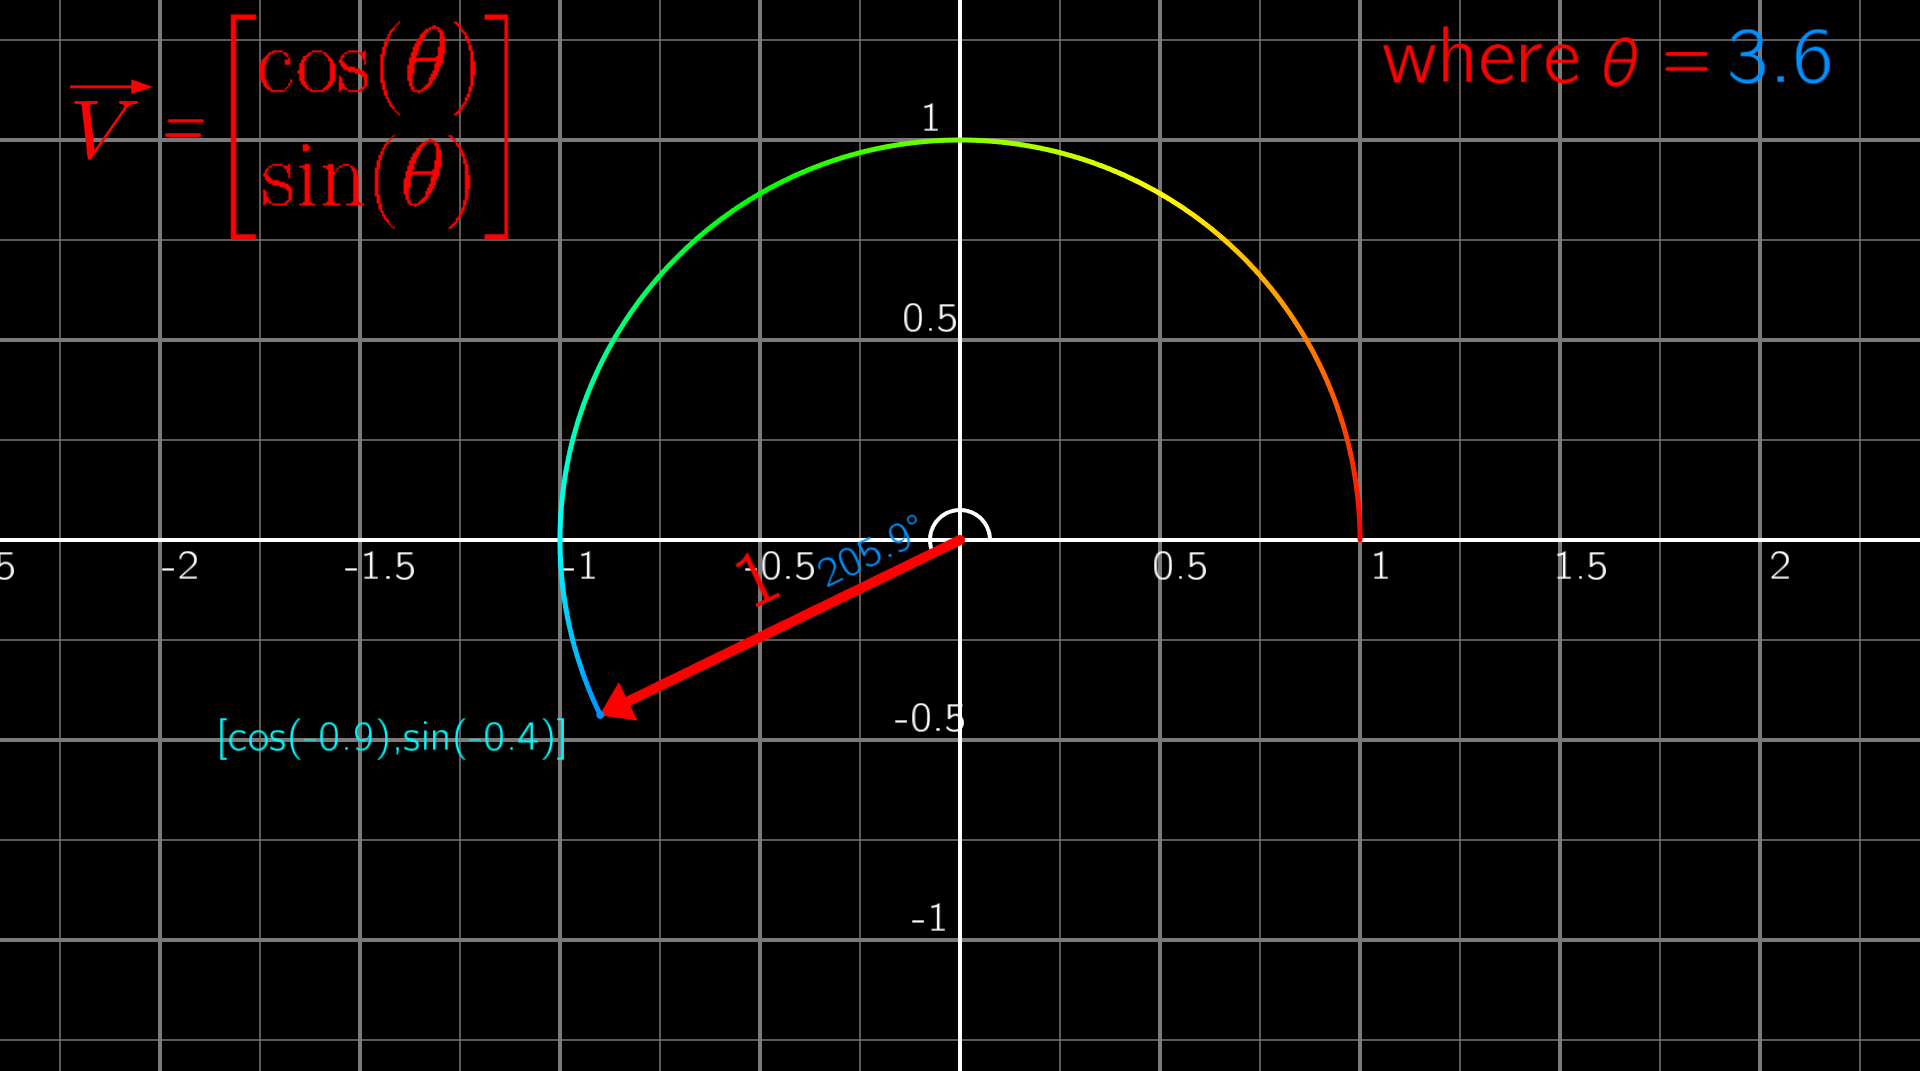 V = [cos(θ)
sin(θ)]
where θ = 3.6
1
0.5
205.9°
1
5 -2 -1.5 -1 -0.5 0.5 1 1.5 2
-0.5
[cos(-0.9),sin(-0.4)]
-1